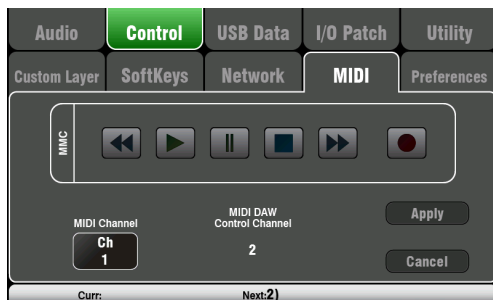 Audio Control USB Data I/O Patch Utility
Custom Layer SoftKeys Network MIDI Preferences
MMC
MIDI Channel
Ch
1
MIDI DAW
Control Channel
2
Apply
Cancel
Curr: Next:2)